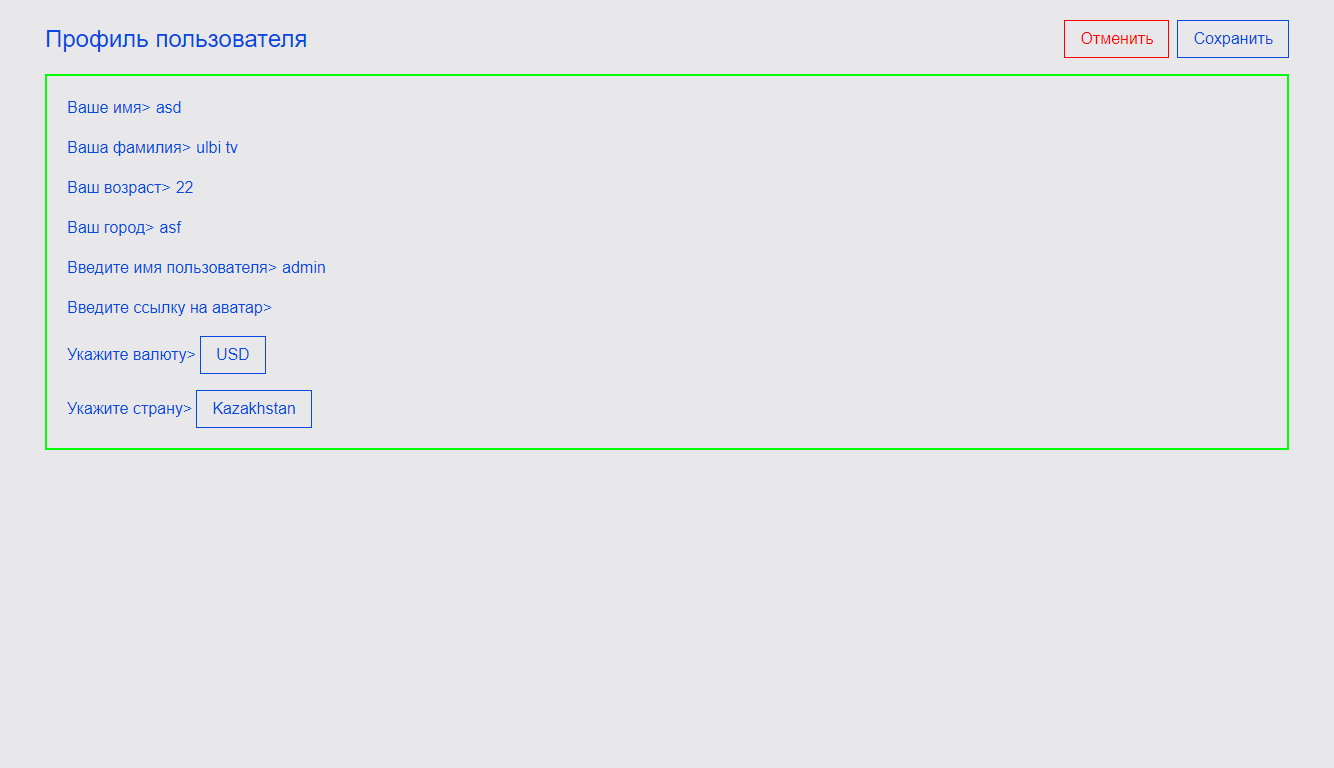 Профиль пользователя
Отменить
Сохранить
Ваше имя> asd
Ваша фамилия> ulbi tv
Ваш возраст> 22
Ваш город> asf
Введите имя пользователя> admin
Введите ссылку на аватар>
Укажите валюту> USD
Укажите страну> Kazakhstan